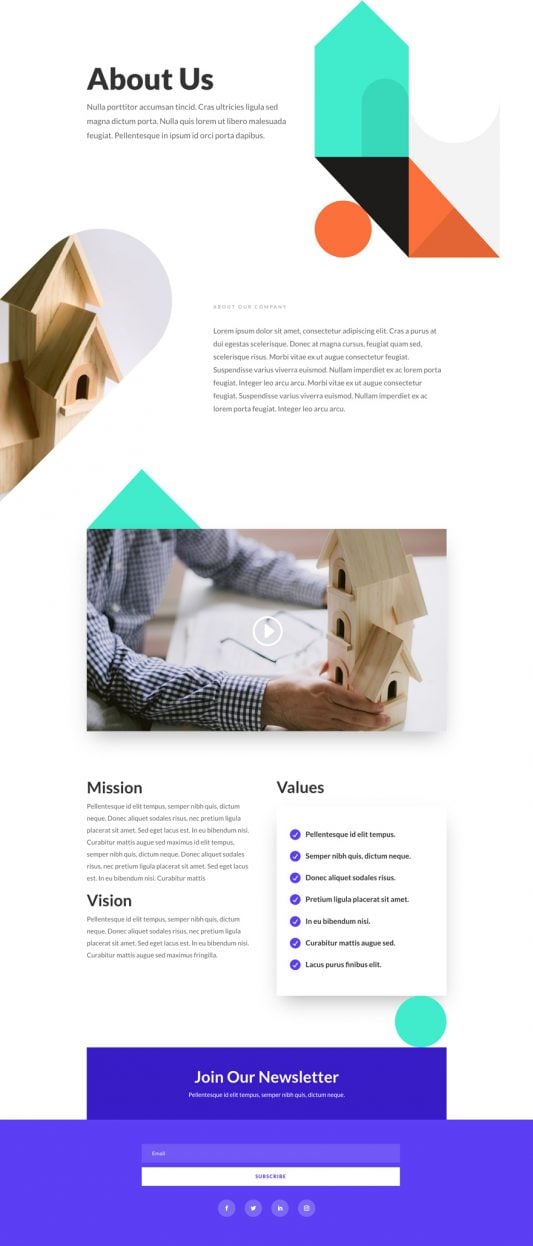 About Us
Nulla porttitor accumsan tincid. Cras ultricies ligula sed
magna dictum porta. Nulla quis lorem ut libero malesuada
feugiat. Pellentesque in ipsum id orci porta dapibus.
ABOUT OUR COMPANY
Lorem ipsum dolor sit amet, consectetur adipiscing elit. Cras a purus at
dui egestas scelerisque. Donec at magna cursus, feugiat quam sed,
scelerisque risus. Morbi vitae ex ut augue consectetur feugiat.
Suspendisse varius viverra euismod. Nullam imperdiet ex ac lorem porta
feugiat. Integer leo arcu arcu. Morbi vitae ex ut augue consectetur
feugiat. Suspendisse varius viverra euismod. Nullam imperdiet ex ac
lorem porta feugiat. Integer leo arcu arcu.
Mission
Pellentesque id elit tempus, semper nibh quis, dictum
neque. Donec aliquet sodales risus, nec pretium ligula
placerat sit amet. Sed eget lacus est. In eu bibendum nisi.
Curabitur mattis augue sed maximus id elit tempus,
semper nibh quis, dictum neque. Donec aliquet sodales
risus, nec pretium ligula placerat sit amet. Sed eget lacus
est. In eu bibendum nisi. Curabitur mattis
Vision
Pellentesque id elit tempus, semper nibh quis, dictum
neque. Donec aliquet sodales risus, nec pretium ligula
placerat sit amet. Sed eget lacus est. In eu bibendum nisi.
Curabitur mattis augue sed maximus fringilla.
Values
Pellentesque id elit tempus.
Semper nibh quis, dictum neque.
Donec aliquet sodales risus.
Pretium ligula placerat sit amet.
In eu bibendum nisi.
Curabitur mattis augue sed.
Lacus purus finibus elit.
Join Our Newsletter
Pellentesque id elit tempus, semper nibh quis, dictum neque.
Email
SUBSCRIBE